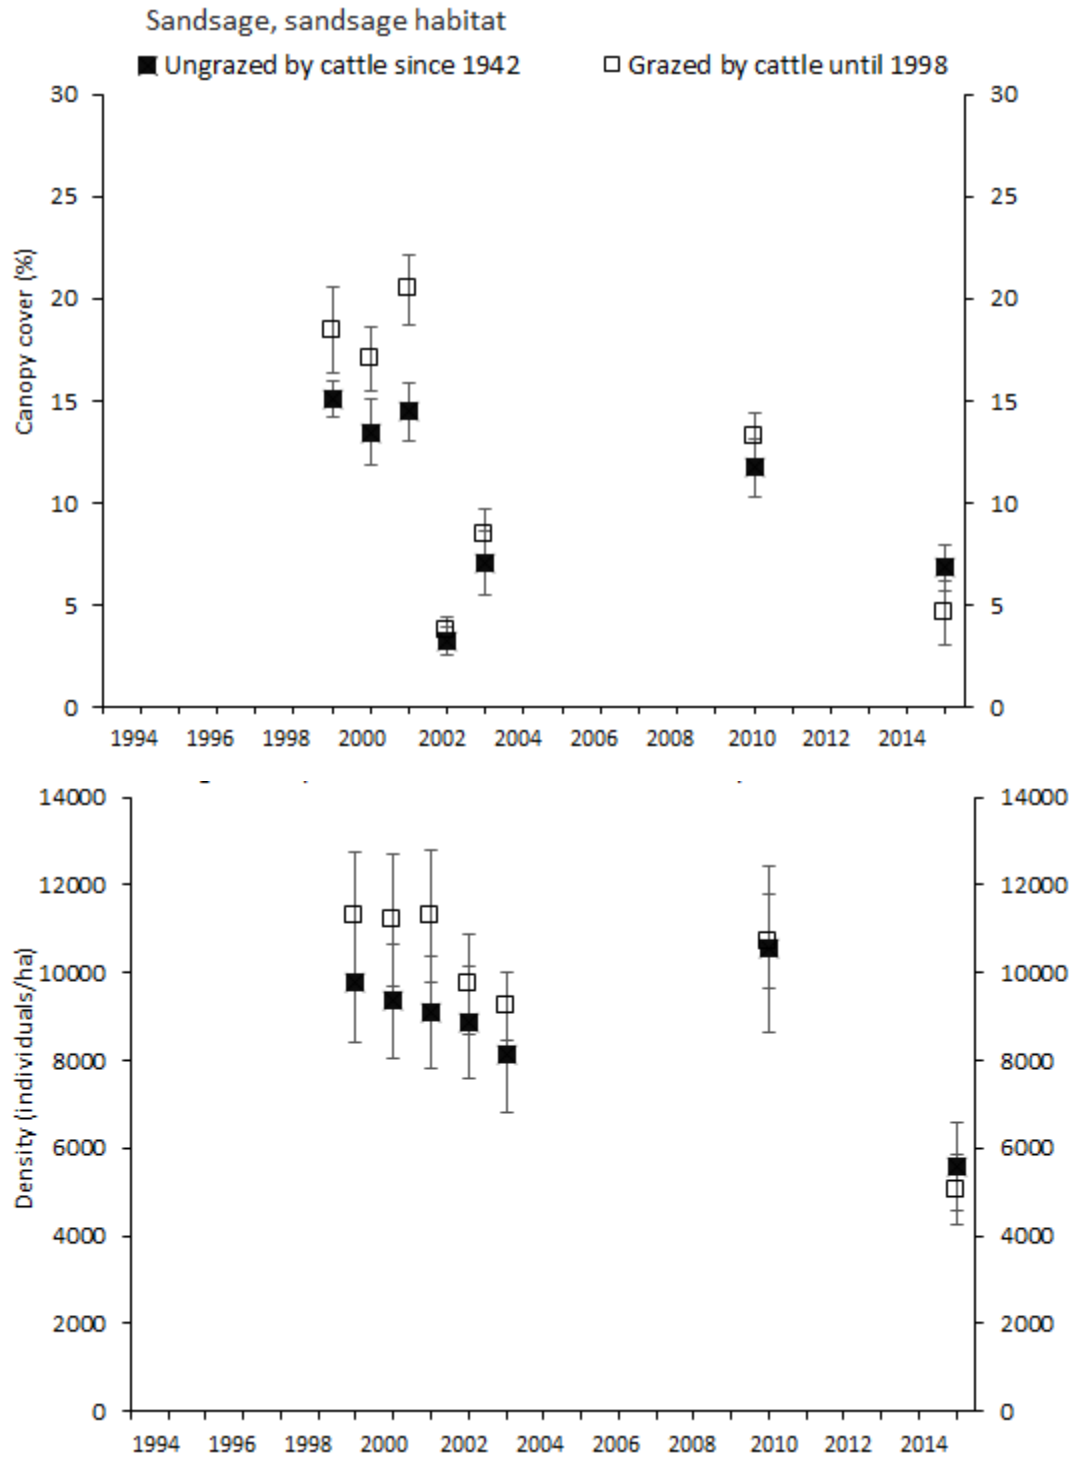 Sandsage, sandsage habitat
Ungrazed by cattle since 1942 Grazed by cattle until 1998
30 30
25 25
20 20
15 15
10 10
5 5
0 0
Canopy cover (%)
1994 1996 1998 2000 2002 2004 2006 2008 2010 2012 2014
14000 14000
12000 12000
10000 10000
8000 8000
6000 6000
4000 4000
2000 2000
0 0
Density (individuals/ha)
1994 1996 1998 2000 2002 2004 2006 2008 2010 2012 2014